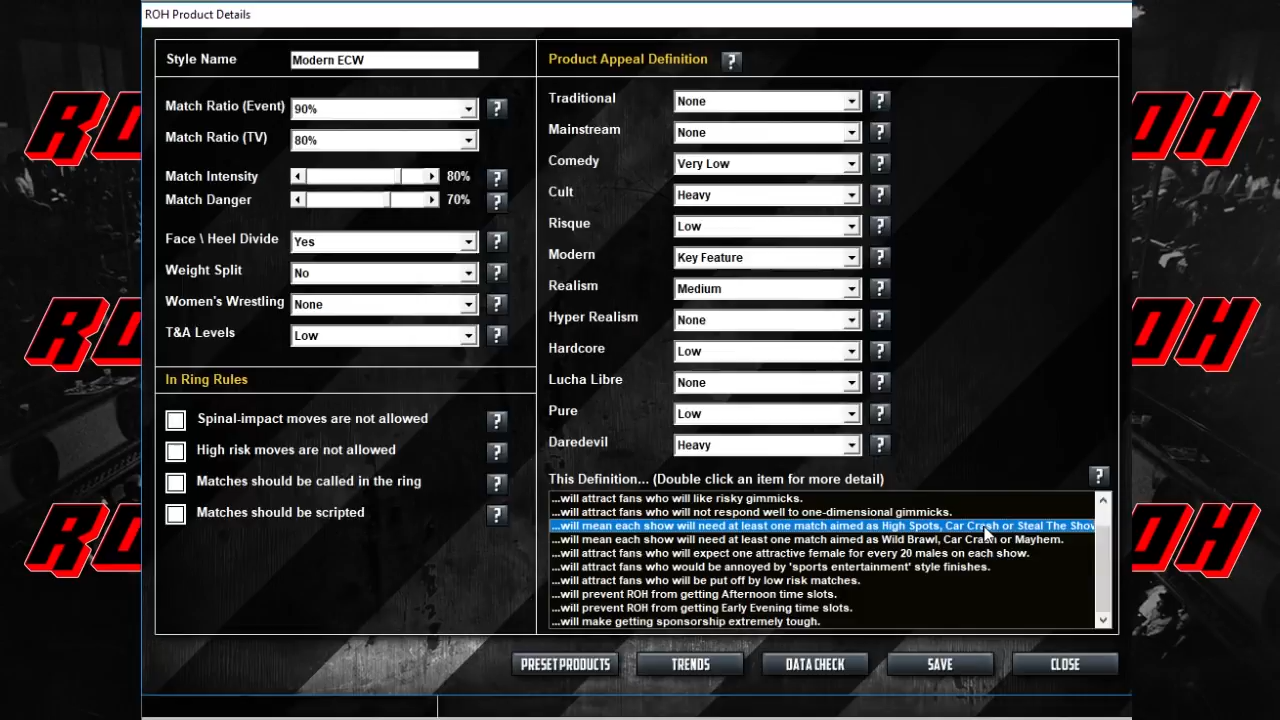 ROH Product Details
Style Name
Modern ECW
Match Ratio (Event)
90%
?
Match Ratio (TV)
80%
Match Intensity
80%
?
Match Danger
70%
?
Face \ Heel Divide
Yes
?
Weight Split
No
?
Women's Wrestling
None
?
T&A Levels
Low
?
In Ring Rules
Spinal-impact moves are not allowed
?
High risk moves are not allowed
?
Matches should be called in the ring
?
Matches should be scripted
?
Product Appeal Definition
?
Traditional
None
?
Mainstream
None
?
Comedy
Very Low
?
Cult
Heavy
?
Risque
Low
?
Modern
Key Feature
?
Realism
Medium
?
Hyper Realism
None
?
Hardcore
Low
?
Lucha Libre
None
?
Pure
Low
?
Daredevil
Heavy
?
This Definition... (Double click an item for more detail)
?
...will attract fans who will like risky gimmicks.
...will attract fans who will not respond well to one-dimensional gimmicks.
...will mean each show will need at least one match aimed as High Spots, Car Crash or Steal The Show
...will mean each show will need at least one match aimed as Wild Brawl, Car Crash or Mayhem.
...will attract fans who will expect one attractive female for every 20 males on each show.
...will attract fans who would be annoyed by 'sports entertainment' style finishes.
...will attract fans who will be put off by low risk matches.
...will prevent ROH from getting Afternoon time slots.
...will prevent ROH from getting Early Evening time slots.
...will make getting sponsorship extremely tough.
PRESET PRODUCTS
TRENDS
DATA CHECK
SAVE
CLOSE
ROH
ROH
ROH
ROH
ROH
ROH